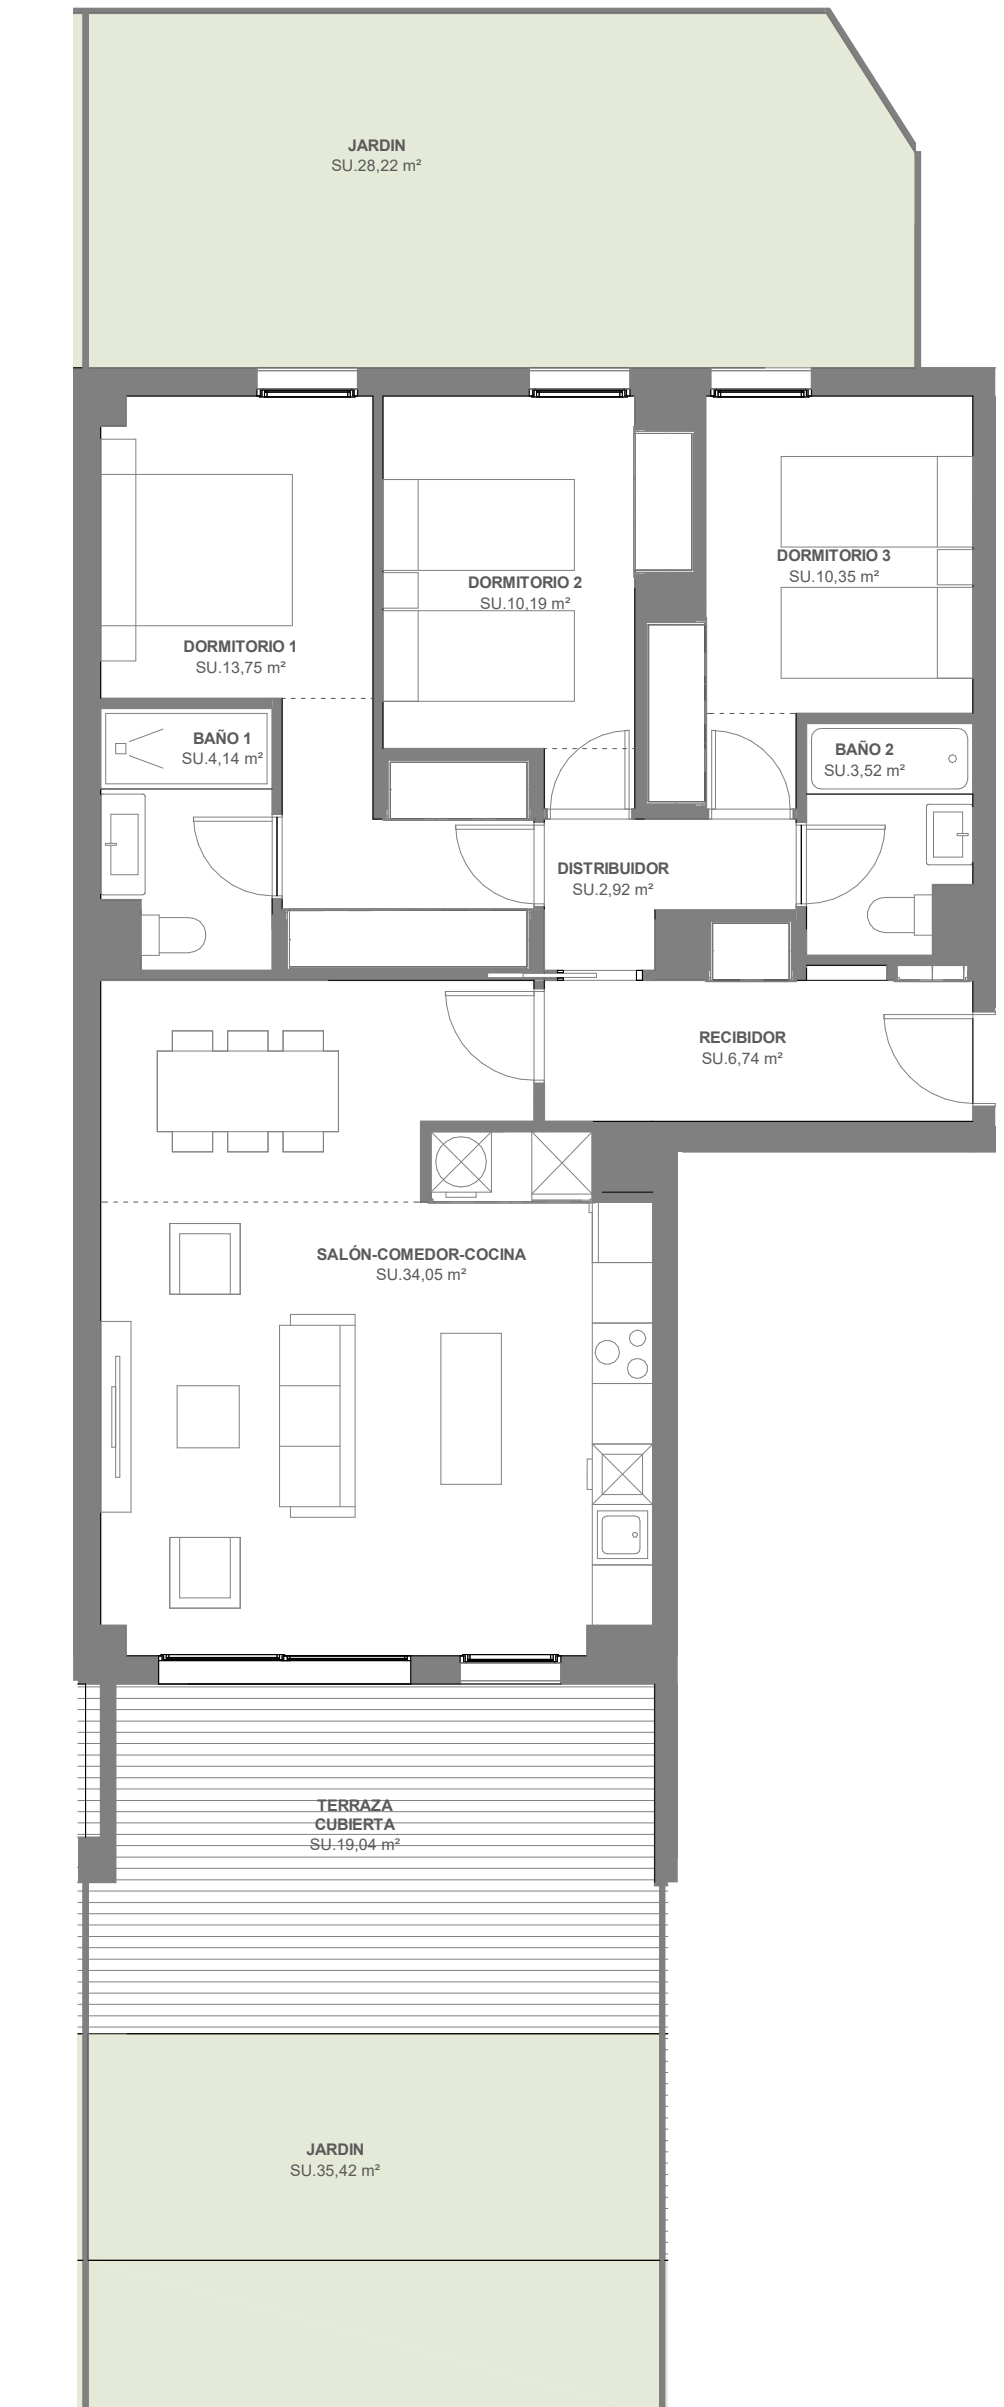 JARDIN
SU.28,22 m²
DORMITORIO 3
SU.10,35 m²
DORMITORIO 2
SU.10,19 m²
DORMITORIO 1
SU.13,75 m²
BAÑO 1
SU.4,14 m²
BAÑO 2
SU.3,52 m²
DISTRIBUIDOR
SU.2,92 m²
RECIBIDOR
SU.6,74 m²
SALÓN-COMEDOR-COCINA
SU.34,05 m²
TERRAZA
CUBIERTA
SU.19,04 m²
JARDIN
SU.35,42 m²